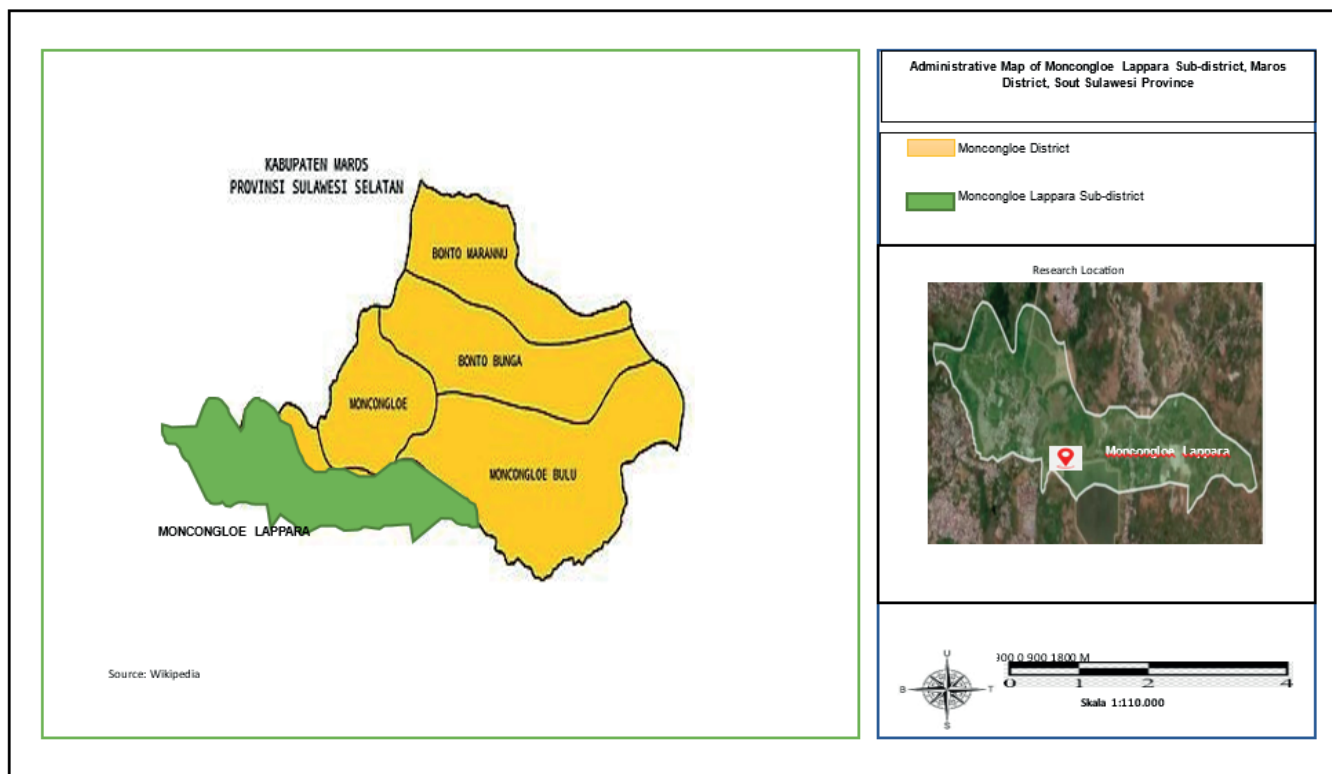 KABUPATEN MAROS
PROVINSI SULAWESI SELATAN
BONTO MARANNU
BONTO BUNGA
MONCONGLOE
MONCONGLOE BULU
MONCONGLOE LAPPARA
Source: Wikipedia
Administrative Map of Moncongloe Lappara Sub-district, Maros
District, Sout Sulawesi Province
Moncongloe District
Moncongloe Lappara Sub-district
Research Location
Moncongloe Lappara
U
B
T
S
0 900 1800 M
0 1 2 4
Skala 1:110.000